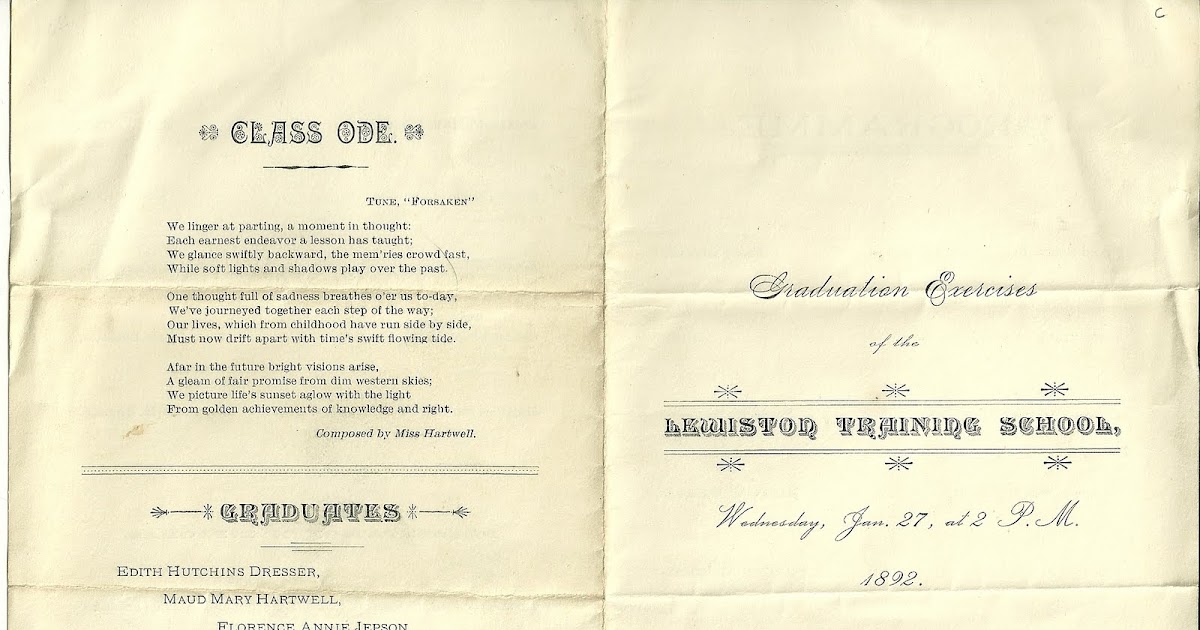 CLASS ODE.
TUNE, "FORSAKEN"
We linger at parting, a moment in thought:
Each earnest endeavor a lesson has taught;
We glance swiftly backward, the mem'ries crowd fast,
While soft lights and shadows play over the past.
One thought full of sadness breathes o'er us to-day,
We've journeyed together each step of the way;
Our lives, which from childhood have run side by side,
Must now drift apart with time's swift flowing tide.
Afar in the future bright visions arise,
A gleam of fair promise from dim western skies;
We picture life's sunset aglow with the light
From golden achievements of knowledge and right.
Composed by Miss Hartwell.
GRADUATES
EDITH HUTCHINS DRESSER,
MAUD MARY HARTWELL,
FLORENCE ANNIE JEPSON
C
Graduation Exercises
of the
LEWISTON TRAINING SCHOOL,
Wednesday, Jan. 27, at 2 P. M.
1892.